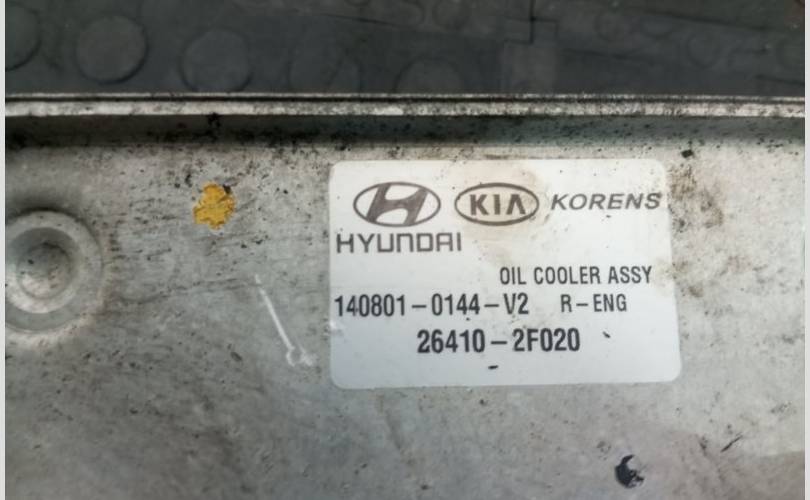 KIA KORENS
HYUNDAI
OIL COOLER ASSY
140801-0144-V2 R-ENG
26410-2F020